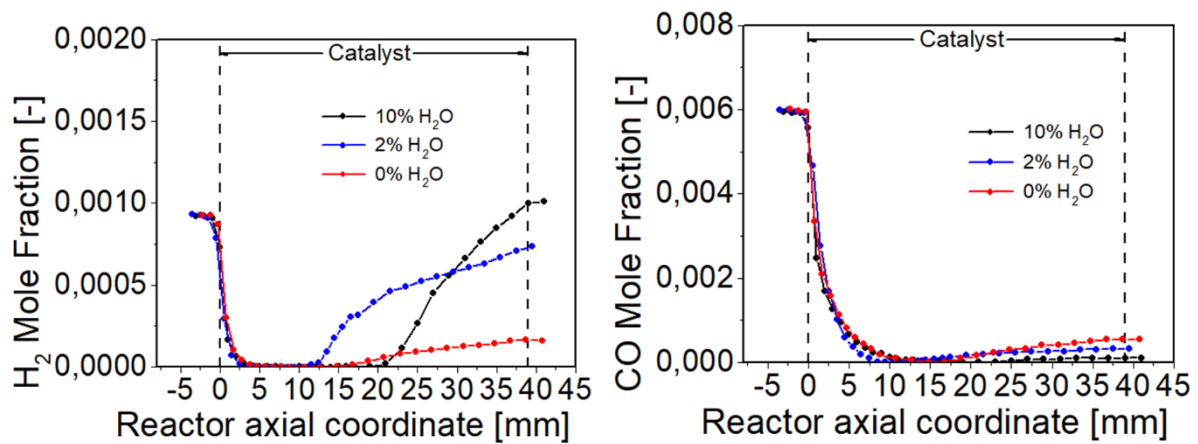 H₂ Mole Fraction [-]
0,0020
0,0015
0,0010
0,0005
0,0000
Catalyst
10% H₂O
2% H₂O
0% H₂O
-5 0 5 10 15 20 25 30 35 40 45
Reactor axial coordinate [mm]
CO Mole Fraction [-]
0,008
0,006
0,004
0,002
0,000
Catalyst
10% H₂O
2% H₂O
0% H₂O
-5 0 5 10 15 20 25 30 35 40 45
Reactor axial coordinate [mm]